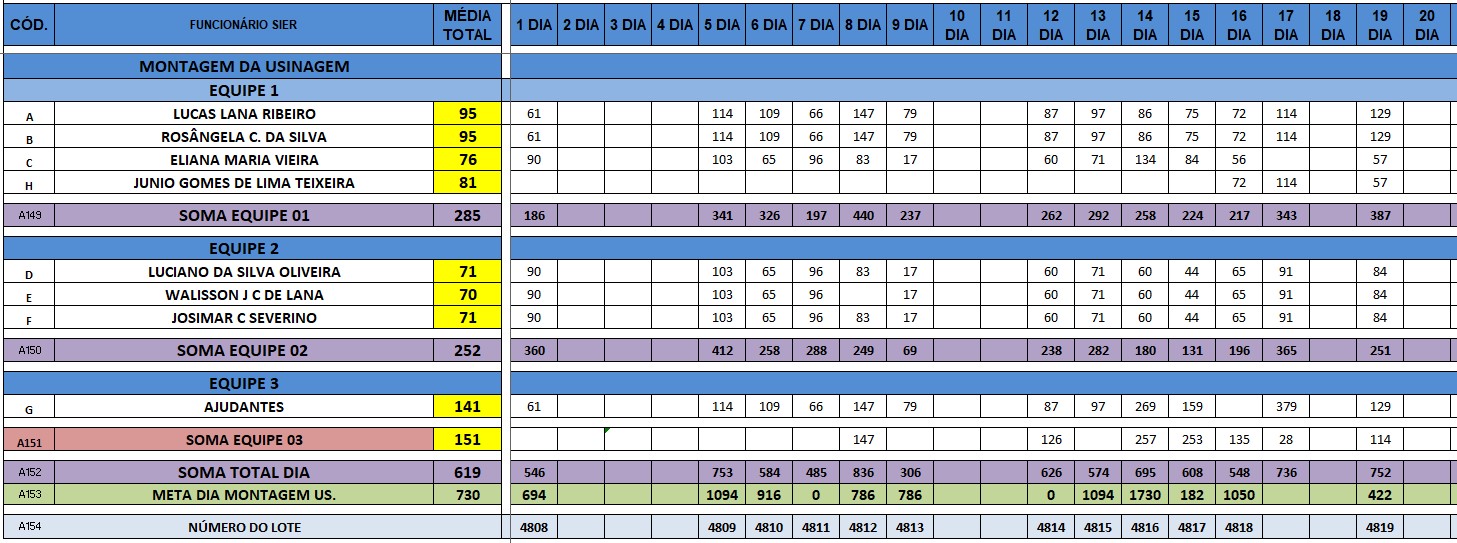 CÓD. FUNCIONÁRIO SIER MÉDIA TOTAL 1 DIA 2 DIA 3 DIA 4 DIA 5 DIA 6 DIA 7 DIA 8 DIA 9 DIA 10 DIA 11 DIA 12 DIA 13 DIA 14 DIA 15 DIA 16 DIA 17 DIA 18 DIA 19 DIA 20 DIA
MONTAGEM DA USINAGEM
EQUIPE 1
A LUCAS LANA RIBEIRO 95 61 114 109 66 147 79 87 97 86 75 72 114 129
B ROSÂNGELA C. DA SILVA 95 61 114 109 66 147 79 87 97 86 75 72 114 129
C ELIANA MARIA VIEIRA 76 90 103 65 96 83 17 60 71 134 84 56 57
H JUNIO GOMES DE LIMA TEIXEIRA 81 72 114 57
A149 SOMA EQUIPE 01 285 186 341 326 197 440 237 262 292 258 224 217 343 387
EQUIPE 2
D LUCIANO DA SILVA OLIVEIRA 71 90 103 65 96 83 17 60 71 60 44 65 91 84
E WALISSON J C DE LANA 70 90 103 65 96 17 60 71 60 44 65 91 84
F JOSIMAR C SEVERINO 71 90 103 65 96 83 17 60 71 60 44 65 91 84
A150 SOMA EQUIPE 02 252 360 412 258 288 249 69 238 282 180 131 196 365 251
EQUIPE 3
G AJUDANTES 141 61 114 109 66 147 79 87 97 269 159 379 129
A151 SOMA EQUIPE 03 151 147 126 257 253 135 28 114
A152 SOMA TOTAL DIA 619 546 753 584 485 836 306 626 574 695 608 548 736 752
A153 META DIA MONTAGEM US. 730 694 1094 916 0 786 786 0 1094 1730 182 1050 422
A154 NÚMERO DO LOTE 4808 4809 4810 4811 4812 4813 4814 4815 4816 4817 4818 4819